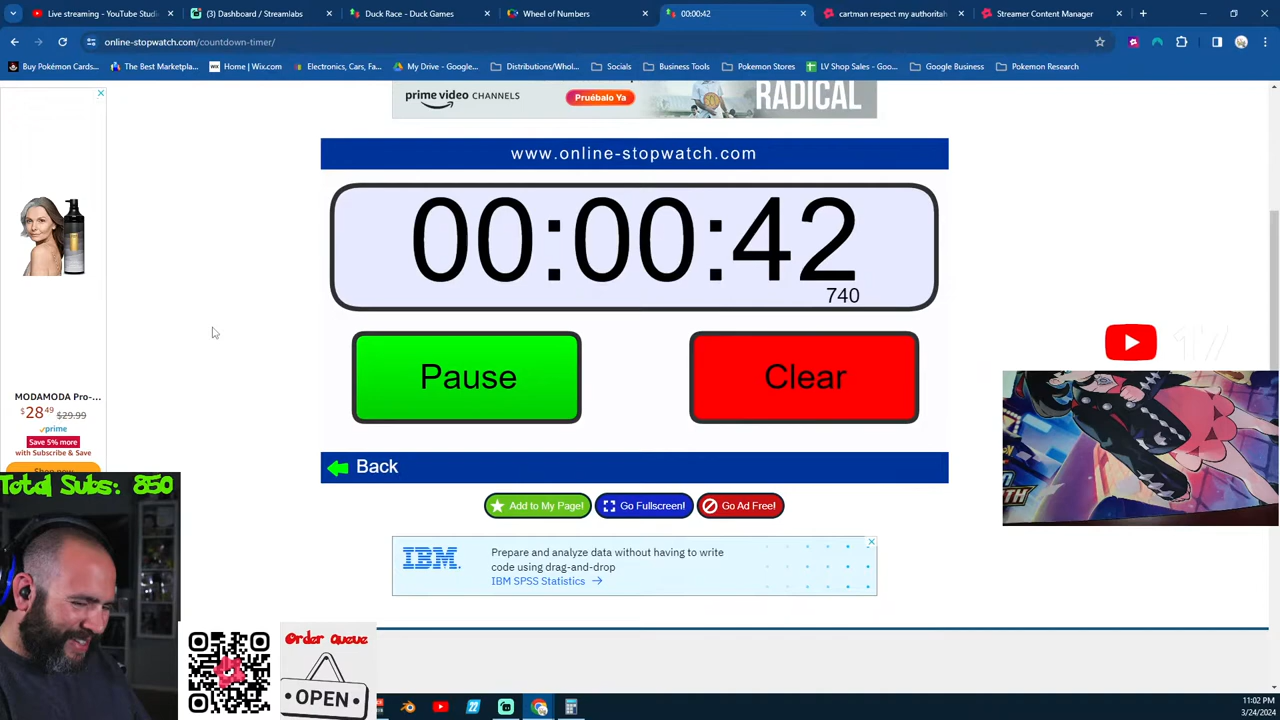 Live streaming - YouTube Studi
(3) Dashboard / Streamlabs
Duck Race - Duck Games
Wheel of Numbers
00:00:42
cartman respect my authoritah
Streamer Content Manager
online-stopwatch.com/countdown-timer/
Buy Pokémon Cards...
The Best Marketpla...
Home | Wix.com
Electronics, Cars, Fa...
My Drive - Google...
Distributions/Whol...
Socials
Business Tools
Pokemon Stores
LV Shop Sales - Goo...
Google Business
Pokemon Research
prime video CHANNELS
Pruébalo Ya
RADICAL
www.online-stopwatch.com
00:00:42
740
Pause
Clear
Back
Add to My Page!
Go Fullscreen!
Go Ad Free!
IBM.
Prepare and analyze data without having to write
code using drag-and-drop
IBM SPSS Statistics
MODAMODA Pro-...
$28 49 $29.99
prime
Save 5% more
with Subscribe & Save
Shop now
Total Subs: 850
Order Queue
OPEN
17
11:02 PM
3/24/2024